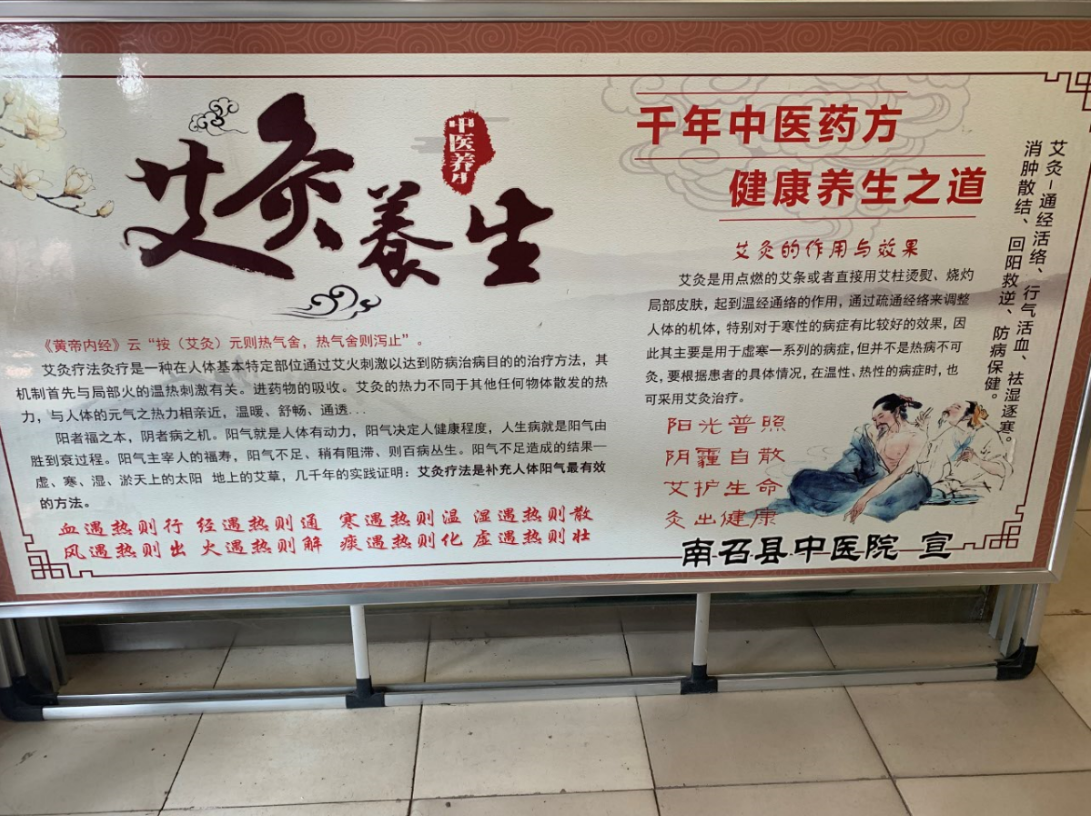 艾灸养生
中医养生
《黄帝内经》云“按（艾灸）元则热气舍，热气舍则泻止”。
艾灸疗法灸疗是一种在人体基本特定部位通过艾火刺激以达到防病治病目的的治疗方法，其
机制首先与局部火的温热刺激有关。进药物的吸收。艾灸的热力不同于其他任何物体散发的热
力，与人体的元气之热力相亲近，温暖、舒畅、通透...
阳者福之本，阴者病之机。阳气就是人体有动力，阳气决定人健康程度，人生病就是阳气由
胜到衰过程。阳气主宰人的福寿，阳气不足、稍有阻滞、则百病丛生。阳气不足造成的结果—
虚、寒、湿、淤天上的太阳 地上的艾草，几千年的实践证明：艾灸疗法是补充人体阳气最有效
的方法。
血遇热则行 经遇热则通 寒遇热则温 湿遇热则散
风遇热则出 火遇热则解 痰遇热则化 虚遇热则壮
千年中医药方
健康养生之道
艾灸的作用与效果
艾灸是用点燃的艾条或者直接用艾柱烫熨、烧灼
局部皮肤，起到温经通络的作用，通过疏通经络来调整
人体的机体，特别对于寒性的病症有比较好的效果，因
此其主要是用于虚寒一系列的病症，但并不是热病不可
灸，要根据患者的具体情况，在温性、热性的病症时，也
可采用艾灸治疗。
阳光普照
阴霾自散
艾护生命
灸出健康
艾灸-通经活络、行气活血、祛湿逐寒。
消肿散结、回阳救逆、防病保健。
南召县中医院 宣